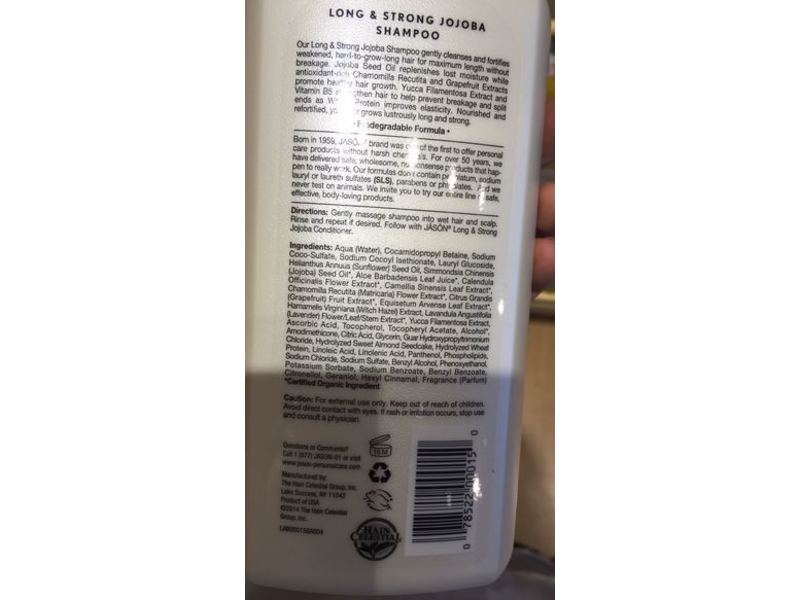 LONG & STRONG JOJOBA
SHAMPOO
Our Long & Strong Jojoba Shampoo gently cleanses and fortifies
weakened, hard-to-grow-long hair for maximum length without
breakage. Jojoba Seed Oil replenishes lost moisture while
antioxidant-rich Chamomilla Recutita and Grapefruit Extracts
promote healthy hair growth. Yucca Filamentosa Extract and
Vitamin B5 strengthen hair to help prevent breakage and split
ends as Protein improves elasticity. Nourished and
refortified, grows lustrously long and strong.
• Biodegradable Formula •
Born in 1959, JASON brand was one of the first to offer personal
care products without harsh chemicals. For over 50 years, we
have delivered safe, wholesome, no nonsense products that hap-
pen to really work. Our formulas don't contain petrolatum, sodium
lauryl or laureth sulfates (SLS), parabens or phthalates. And we
never test on animals. We invite you to try our entire line of safe,
effective, body-loving products.
Directions: Gently massage shampoo into wet hair and scalp.
Rinse and repeat if desired. Follow with JĀSÖN® Long & Strong
Jojoba Conditioner.
Ingredients: Aqua (Water), Cocamidopropyl Betaine, Sodium
Coco-Sulfate, Sodium Cocoyl Isethionate, Lauryl Glucoside,
Helianthus Annuus (Sunflower) Seed Oil, Simmondsia Chinensis
(Jojoba) Seed Oil*, Aloe Barbadensis Leaf Juice*, Calendula
Officinalis Flower Extract*, Camellia Sinensis Leaf Extract*,
Chamomilla Recutita (Matricaria) Flower Extract*, Citrus Grandis
(Grapefruit) Fruit Extract*, Equisetum Arvense Leaf Extract*,
Hamamelis Virginiana (Witch Hazel) Extract, Lavandula Angustifolia
(Lavender) Flower/Leaf/Stem Extract*, Yucca Filamentosa Extract,
Ascorbic Acid, Tocopherol, Tocopheryl Acetate, Alcohol*,
Amodimethicone, Citric Acid, Glycerin, Guar Hydroxypropyltrimonium
Chloride, Hydrolyzed Sweet Almond Seedcake, Hydrolyzed Wheat
Protein, Linoleic Acid, Linolenic Acid, Panthenol, Phospholipids,
Sodium Chloride, Sodium Sulfate, Benzyl Alcohol, Phenoxyethanol,
Potassium Sorbate, Sodium Benzoate, Benzyl Benzoate,
Citronellol, Geraniol, Hexyl Cinnamal, Fragrance (Parfum)
*Certified Organic Ingredient
Caution: For external use only. Keep out of reach of children.
Avoid direct contact with eyes. If rash or irritation occurs, stop use
and consult a physician.
Questions or Comments?
Call 1 (877) JASON-01 or visit
www.jason-personalcare.com
Manufactured by:
The Hain Celestial Group, Inc.
Lake Success, NY 11042
Product of USA
©2014 The Hain Celestial
Group, Inc.
LAB00015BA004
18M
HAIN
CELESTIAL
0 78522 00015 0